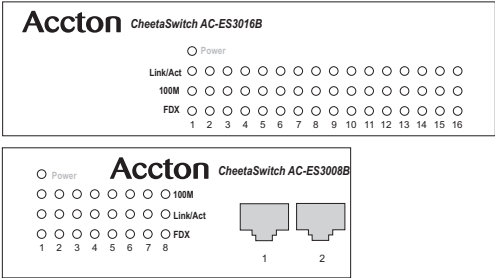 Accton CheetaSwitch AC-ES3016B
Power
Link/Act
100M
FDX
1 2 3 4 5 6 7 8 9 10 11 12 13 14 15 16
Power Accton CheetaSwitch AC-ES3008B
100M
Link/Act
FDX
1 2 3 4 5 6 7 8
1 2